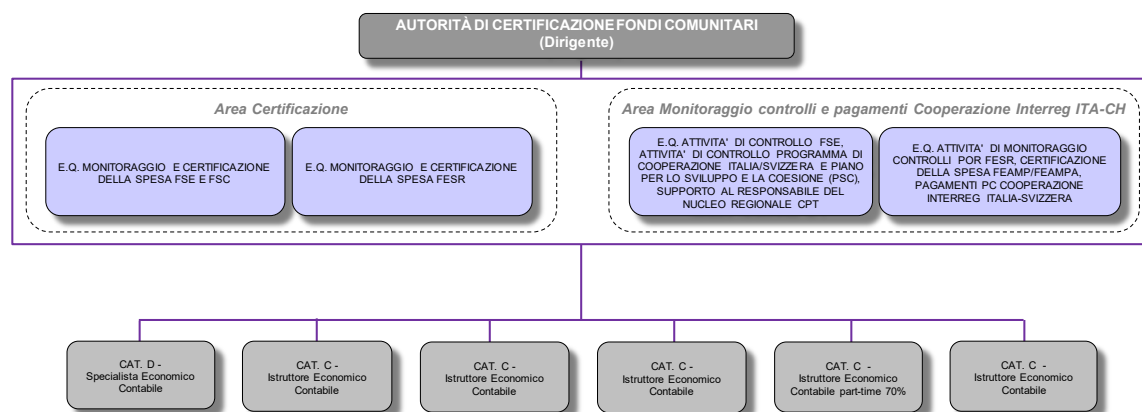 AUTORITÀ DI CERTIFICAZIONE FONDI COMUNITARI
(Dirigente)
Area Certificazione
E.Q. MONITORAGGIO E CERTIFICAZIONE
DELLA SPESA FSE E FSC
E.Q. MONITORAGGIO E CERTIFICAZIONE
DELLA SPESA FESR
Area Monitoraggio controlli e pagamenti Cooperazione Interreg ITA-CH
E.Q. ATTIVITA' DI CONTROLLO FSE,
ATTIVITA' DI CONTROLLO PROGRAMMA DI
COOPERAZIONE ITALIA/SVIZZERA E PIANO
PER LO SVILUPPO E LA COESIONE (PSC),
SUPPORTO AL RESPONSABILE DEL
NUCLEO REGIONALE CPT
E.Q. ATTIVITA' DI MONITORAGGIO
CONTROLLI POR FESR, CERTIFICAZIONE
DELLA SPESA FEAMP/FEAMPA,
PAGAMENTI PC COOPERAZIONE
INTERREG ITALIA-SVIZZERA
CAT. D -
Specialista Economico
Contabile
CAT. C -
Istruttore Economico
Contabile
CAT. C -
Istruttore Economico
Contabile
CAT. C -
Istruttore Economico
Contabile
CAT. C -
Istruttore Economico
Contabile part-time 70%
CAT. C -
Istruttore Economico
Contabile